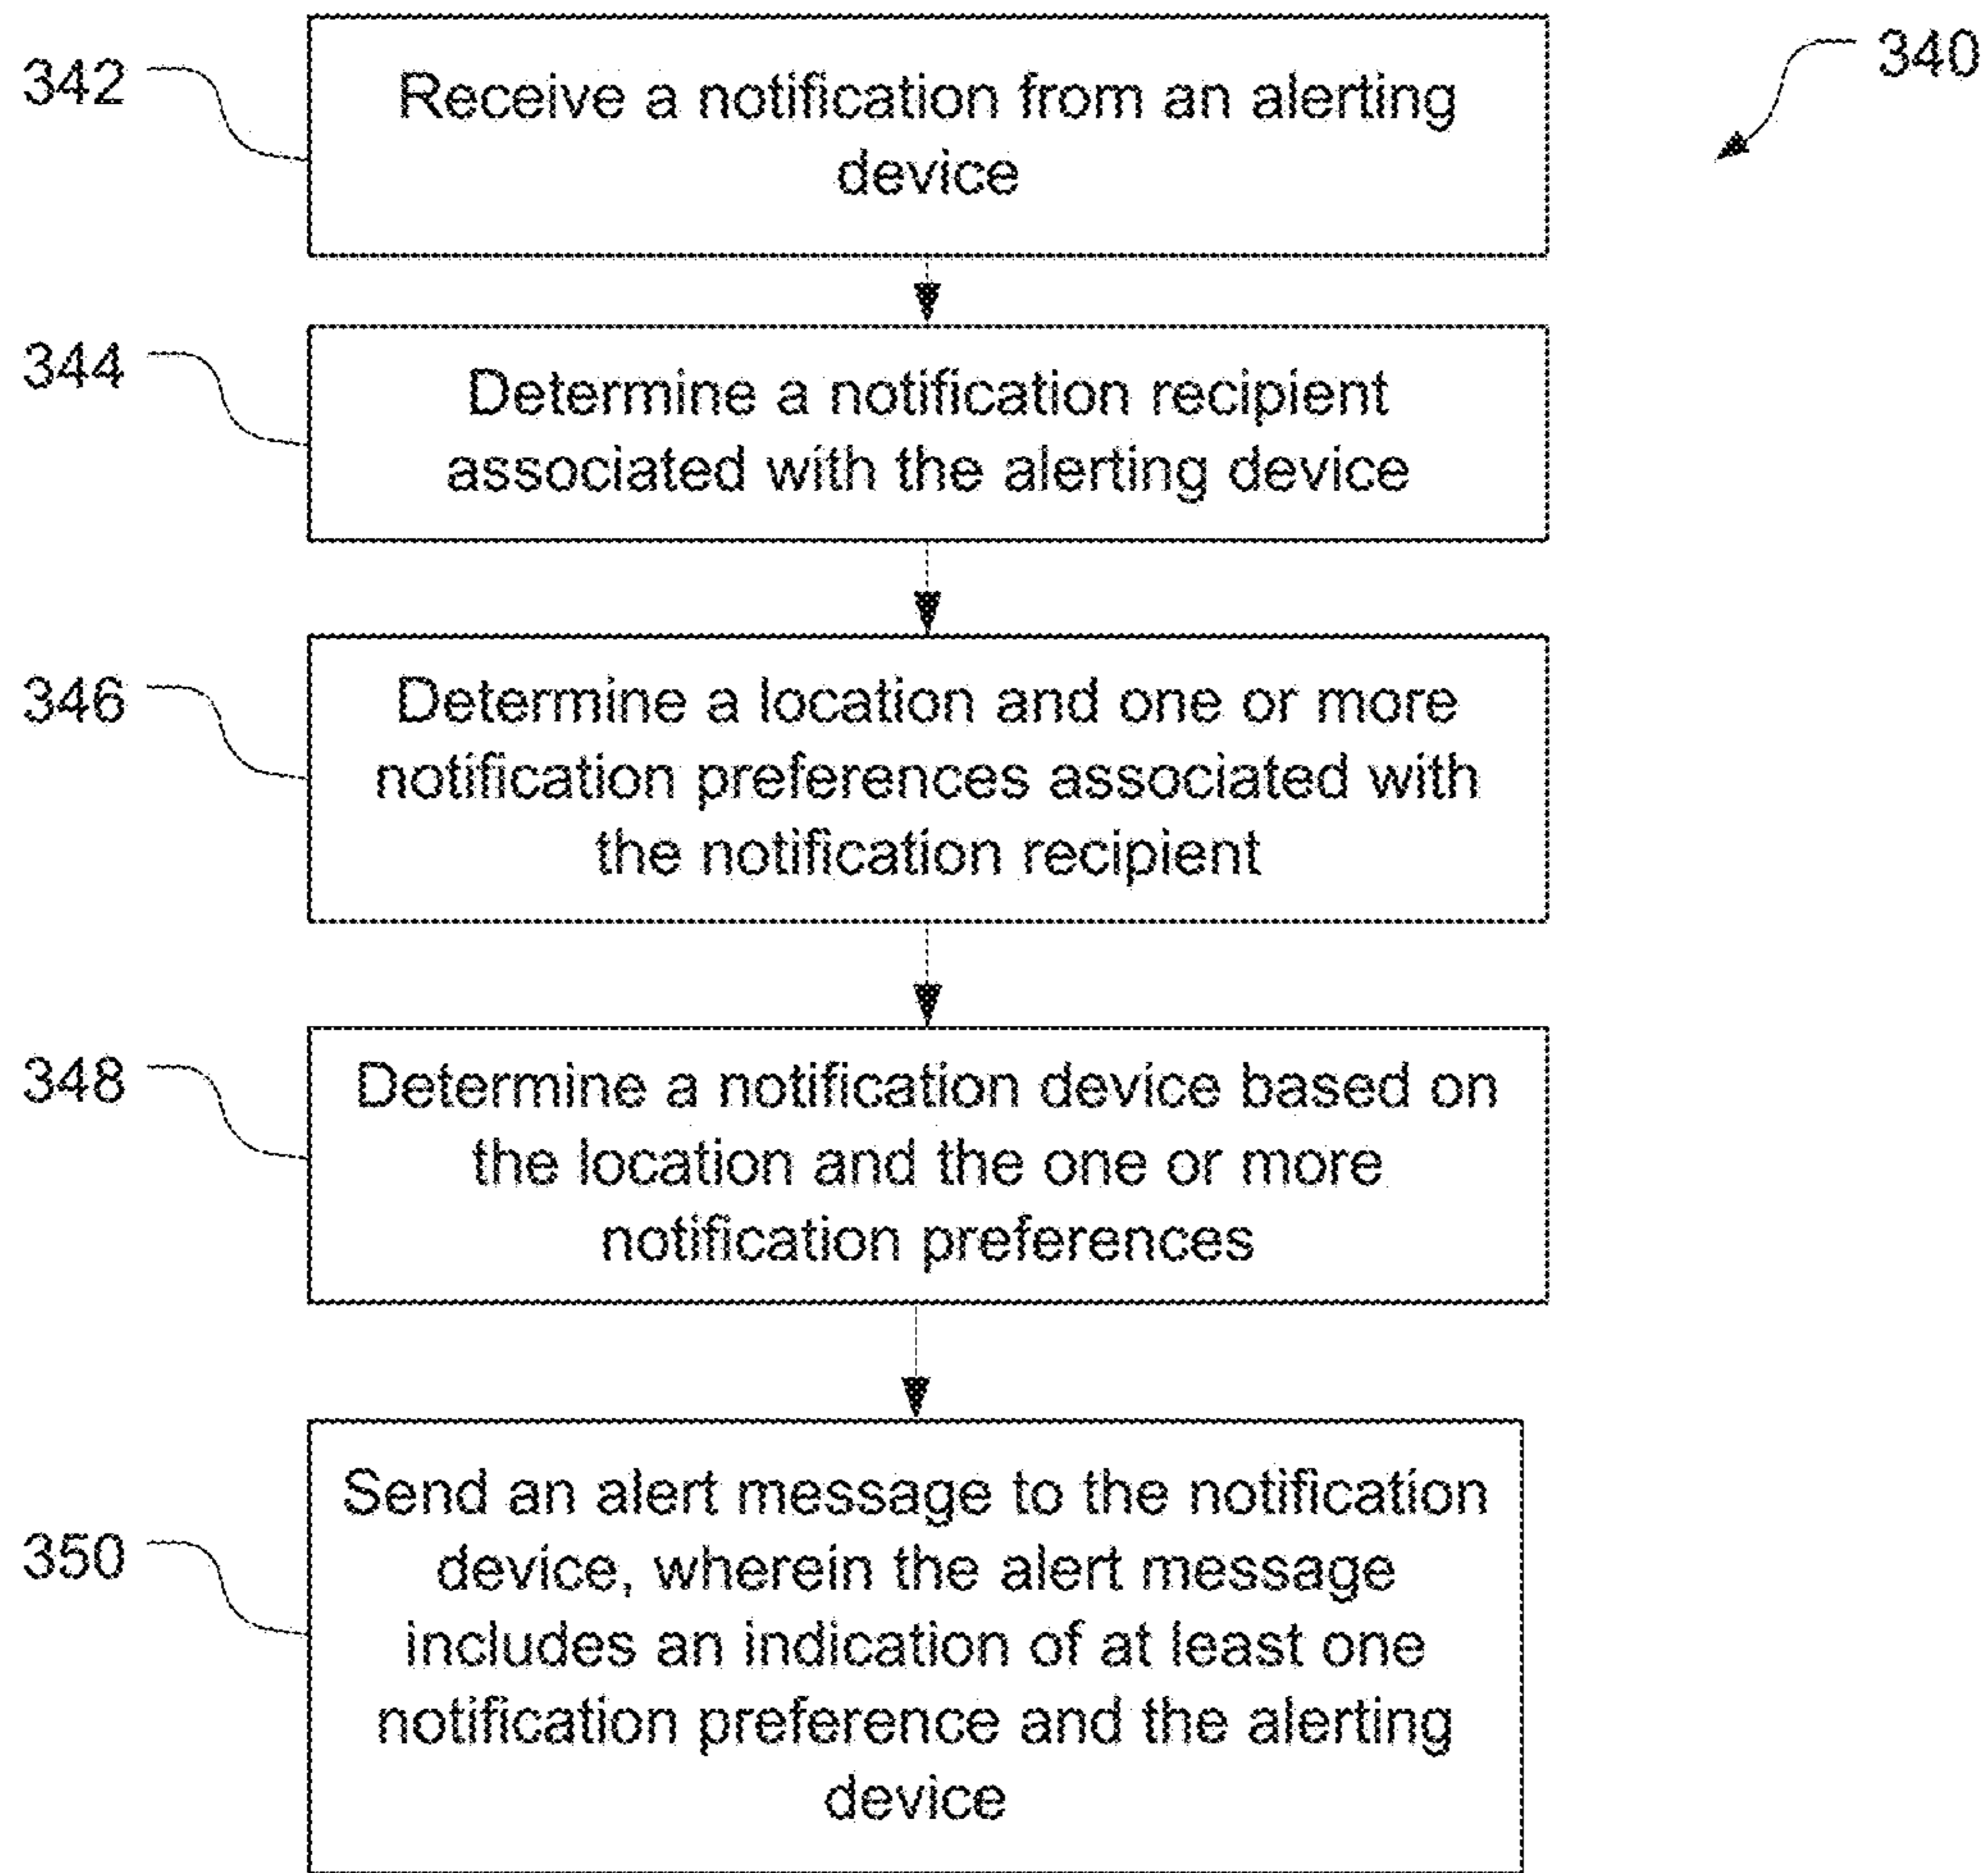 340
342
Receive a notification from an alerting
device
344
Determine a notification recipient
associated with the alerting device
346
Determine a location and one or more
notification preferences associated with
the notification recipient
348
Determine a notification device based on
the location and the one or more
notification preferences
350
Send an alert message to the notification
device, wherein the alert message
includes an indication of at least one
notification preference and the alerting
device